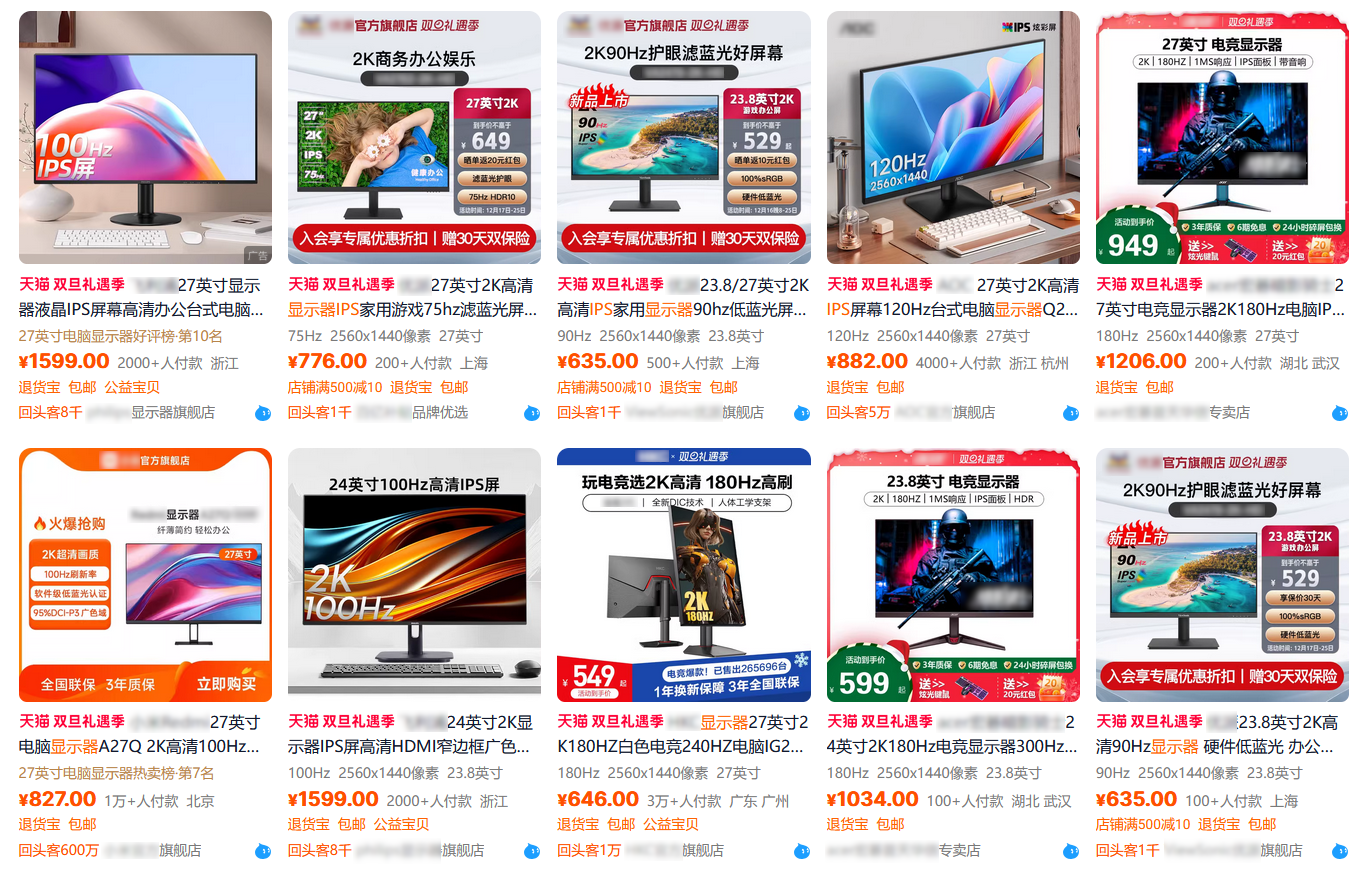 100Hz
IPS屏
广告
天猫 双旦礼遇季 27英寸显示
器液晶IPS屏幕高清办公台式电脑...
27英寸电脑显示器好评榜·第10名
¥1599.00 2000+人付款 浙江
退货宝 包邮 公益宝贝
回头客8千 显示器旗舰店
官方旗舰店 双旦礼遇季
2K商务办公娱乐
27"
2K
IPS
75Hz
健康办公
27英寸2K
到手价不高于
¥649
晒单返20元红包
滤蓝光护眼
75Hz HDR10
活动时间: 12月17日-25日
入会享专属优惠折扣 | 赠30天双保险
天猫 双旦礼遇季 27英寸2K高清
显示器IPS家用游戏75hz滤蓝光屏...
75Hz 2560x1440像素 27英寸
¥776.00 200+人付款 上海
店铺满500减10 退货宝 包邮
回头客1千 品牌优选
官方旗舰店 双旦礼遇季
2K90Hz护眼滤蓝光好屏幕
新品上市
2K
90Hz
IPS
23.8英寸2K
游戏办公屏
到手价不高于
¥529起
晒单返10元红包
100%sRGB
硬件低蓝光
活动时间: 12月16晚8-25日
入会享专属优惠折扣 | 赠30天双保险
天猫 双旦礼遇季 23.8/27英寸2K
高清IPS家用显示器90hz低蓝光屏...
90Hz 2560x1440像素 23.8英寸
¥635.00 500+人付款 上海
店铺满500减10 退货宝 包邮
回头客1千 旗舰店
IPS 炫彩屏
120Hz
2560x1440
天猫 双旦礼遇季 27英寸2K高清
IPS屏幕120Hz台式电脑显示器Q2...
120Hz 2560x1440像素 27英寸
¥882.00 4000+人付款 浙江 杭州
退货宝 包邮
回头客5万 旗舰店
双旦礼遇季
27英寸 电竞显示器
2K | 180HZ | 1MS响应 | IPS面板 | 带音响
活动到手价
¥949
3年质保 6期免息 24小时碎屏包换
送>> 炫光键鼠 送>> 20元红包
天猫 双旦礼遇季 2
7英寸电竞显示器2K180Hz电脑IP...
180Hz 2560x1440像素 27英寸
¥1206.00 200+人付款 湖北 武汉
退货宝 包邮
专卖店
官方旗舰店
火爆抢购
2K超清画质
100Hz刷新率
软件级低蓝光认证
95%DCI-P3广色域
显示器
纤薄简约 轻松办公
27英寸
全国联保 3年质保 立即购买
天猫 双旦礼遇季 27英寸
电脑显示器A27Q 2K高清100Hz...
27英寸电脑显示器热卖榜·第7名
¥827.00 1万+人付款 北京
退货宝 包邮
回头客600万 旗舰店
24英寸100Hz高清IPS屏
2K
100Hz
天猫 双旦礼遇季 24英寸2K显
示器IPS屏高清HDMI窄边框广色...
100Hz 2560x1440像素 23.8英寸
¥1599.00 2000+人付款 浙江
退货宝 包邮 公益宝贝
回头客8千 旗舰店
× 双旦礼遇季
玩电竞选2K高清 180Hz高刷
| 全新DIC技术 | 人体工学支架
2K
180HZ
¥549起
活动到手价
电竞爆款! 已售出265696台
1年换新保障 3年全国联保
天猫 双旦礼遇季 显示器27英寸2
K180HZ白色电竞240HZ电脑IG2...
180Hz 2560x1440像素 27英寸
¥646.00 3万+人付款 广东 广州
退货宝 包邮 公益宝贝
回头客1万 旗舰店
双旦礼遇季
23.8英寸 电竞显示器
2K | 180HZ | 1MS响应 | IPS面板 | HDR
活动到手价
¥599起
3年质保 6期免息 24小时碎屏包换
送>> 炫光键鼠 送>> 20元红包
天猫 双旦礼遇季 2
4英寸2K180Hz电竞显示器300Hz...
180Hz 2560x1440像素 23.8英寸
¥1034.00 100+人付款 湖北 武汉
退货宝 包邮
专卖店
官方旗舰店 双旦礼遇季
2K90Hz护眼滤蓝光好屏幕
新品上市
2K
90Hz
IPS
23.8英寸2K
游戏办公屏
到手价不高于
¥529
享保价30天
100%sRGB
硬件低蓝光
活动时间: 12月17日-25日
入会享专属优惠折扣 | 赠30天双保险
天猫 双旦礼遇季 23.8英寸2K高
清90Hz显示器 硬件低蓝光 办公...
90Hz 2560x1440像素 23.8英寸
¥635.00 100+人付款 上海
店铺满500减10 退货宝 包邮
回头客1千 旗舰店